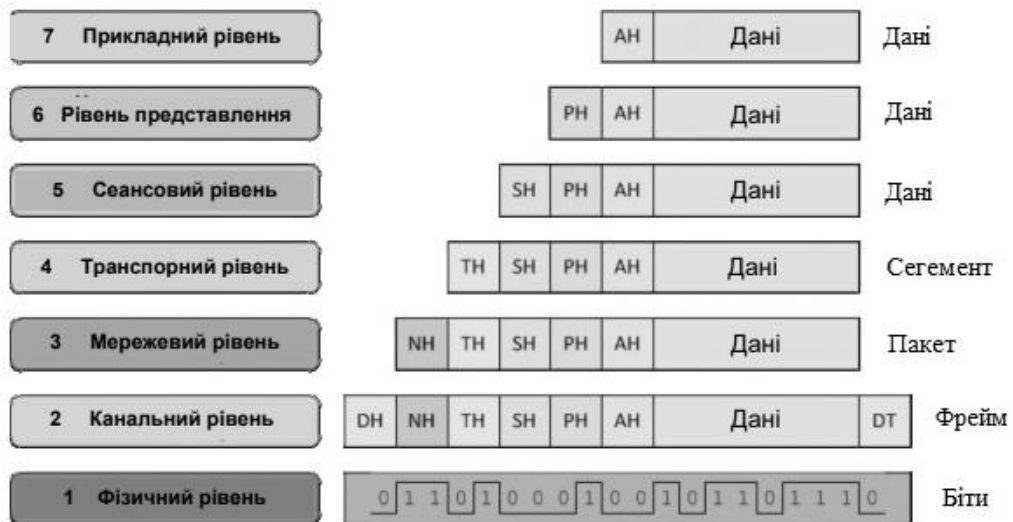 7 Прикладний рівень AH Дані Дані
6 Рівень представлення PH AH Дані Дані
5 Сеансовий рівень SH PH AH Дані Дані
4 Транспорний рівень TH SH PH AH Дані Сегемент
3 Мережевий рівень NH TH SH PH AH Дані Пакет
2 Канальний рівень DH NH TH SH PH AH Дані DT Фрейм
1 Фізичний рівень 0 1 1 0 1 0 0 0 1 0 0 1 0 1 1 0 1 1 1 0 Біти